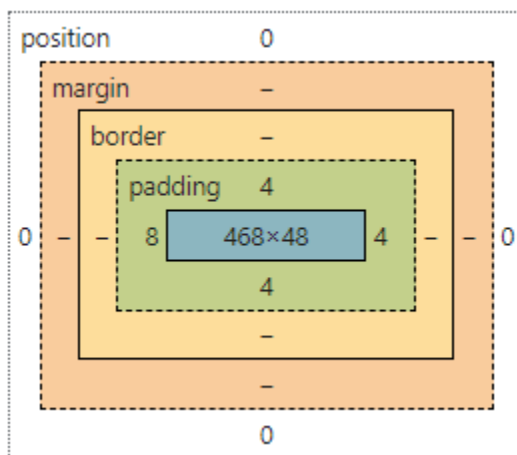 position 0
margin –
border –
padding 4
0 – – 8 468×48 4 – – 0
4
–
–
0